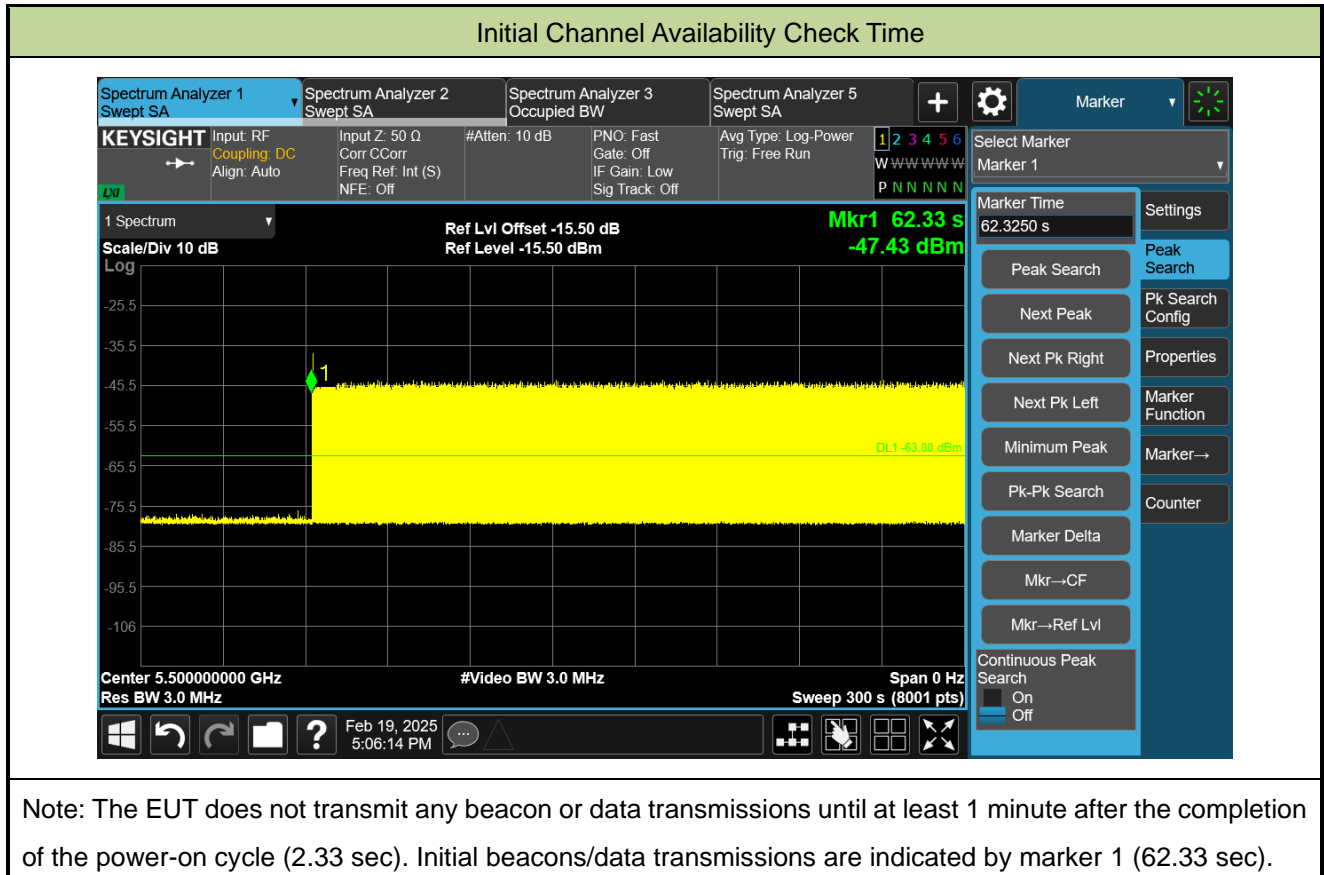 Initial Channel Availability Check Time
Spectrum Analyzer 1
Swept SA
Spectrum Analyzer 2
Swept SA
Spectrum Analyzer 3
Occupied BW
Spectrum Analyzer 5
Swept SA
+
Marker
KEYSIGHT
LXI
Input: RF
Coupling: DC
Align: Auto
Input Z: 50 Ω
Corr CCorr
Freq Ref: Int (S)
NFE: Off
#Atten: 10 dB
PNO: Fast
Gate: Off
IF Gain: Low
Sig Track: Off
Avg Type: Log-Power
Trig: Free Run
1 2 3 4 5 6
W W W W W W
P N N N N N
Select Marker
Marker 1
1 Spectrum
Scale/Div 10 dB
Log
Ref Lvl Offset -15.50 dB
Ref Level -15.50 dBm
Mkr1 62.33 s
-47.43 dBm
-25.5
-35.5
-45.5
-55.5
-65.5
-75.5
-85.5
-95.5
-106
1
DL1 -63.00 dBm
Center 5.500000000 GHz
Res BW 3.0 MHz
#Video BW 3.0 MHz
Span 0 Hz
Sweep 300 s (8001 pts)
Marker Time
62.3250 s
Peak Search
Next Peak
Next Pk Right
Next Pk Left
Minimum Peak
Pk-Pk Search
Marker Delta
Mkr→CF
Mkr→Ref Lvl
Continuous Peak
Search
On
Off
Settings
Peak
Search
Pk Search
Config
Properties
Marker
Function
Marker→
Counter
?
Feb 19, 2025
5:06:14 PM
Note: The EUT does not transmit any beacon or data transmissions until at least 1 minute after the completion
of the power-on cycle (2.33 sec). Initial beacons/data transmissions are indicated by marker 1 (62.33 sec).